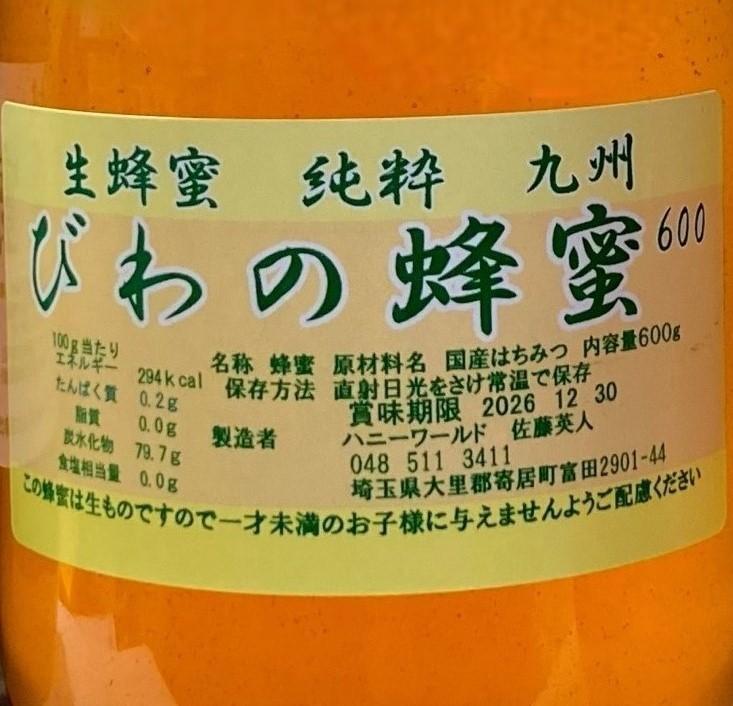 生蜂蜜 純粋 九州
びわの蜂蜜 600
100g当たり
エネルギー 294kcal
たんぱく質 0.2g
脂質 0.0g
炭水化物 79.7g
食塩相当量 0.0g
名称 蜂蜜 原材料名 国産はちみつ 内容量600g
保存方法 直射日光をさけ常温で保存
賞味期限 2026 12 30
製造者 ハニーワールド 佐藤英人
048 511 3411
埼玉県大里郡寄居町富田2901-44
この蜂蜜は生ものですので一才未満のお子様に与えませんようご配慮ください